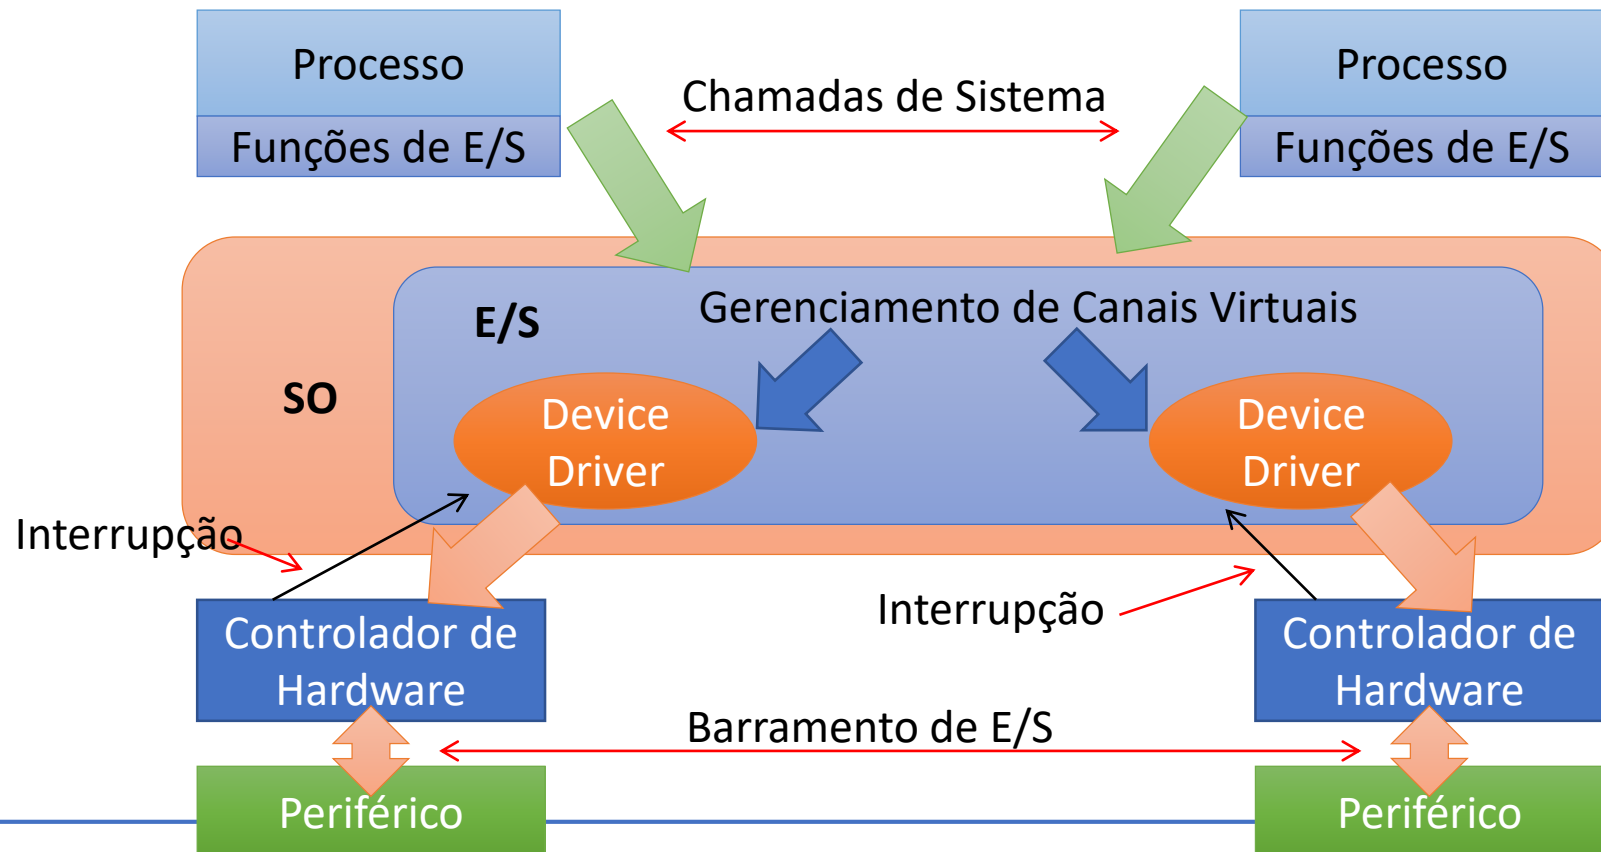 Processo
Processo
Chamadas de Sistema
Funções de E/S
Funções de E/S
E/S
Gerenciamento de Canais Virtuais
SO
Device
Driver
Device
Driver
Interrupção
Interrupção
Controlador de
Hardware
Controlador de
Hardware
Barramento de E/S
Periférico
Periférico